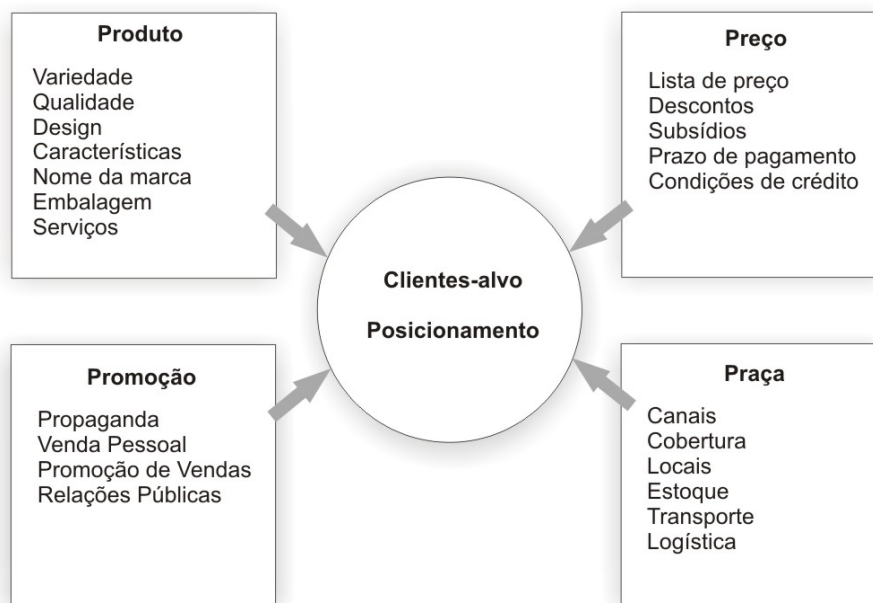 Produto
Variedade
Qualidade
Design
Características
Nome da marca
Embalagem
Serviços
Preço
Lista de preço
Descontos
Subsídios
Prazo de pagamento
Condições de crédito
Clientes-alvo
Posicionamento
Promoção
Propaganda
Venda Pessoal
Promoção de Vendas
Relações Públicas
Praça
Canais
Cobertura
Locais
Estoque
Transporte
Logística